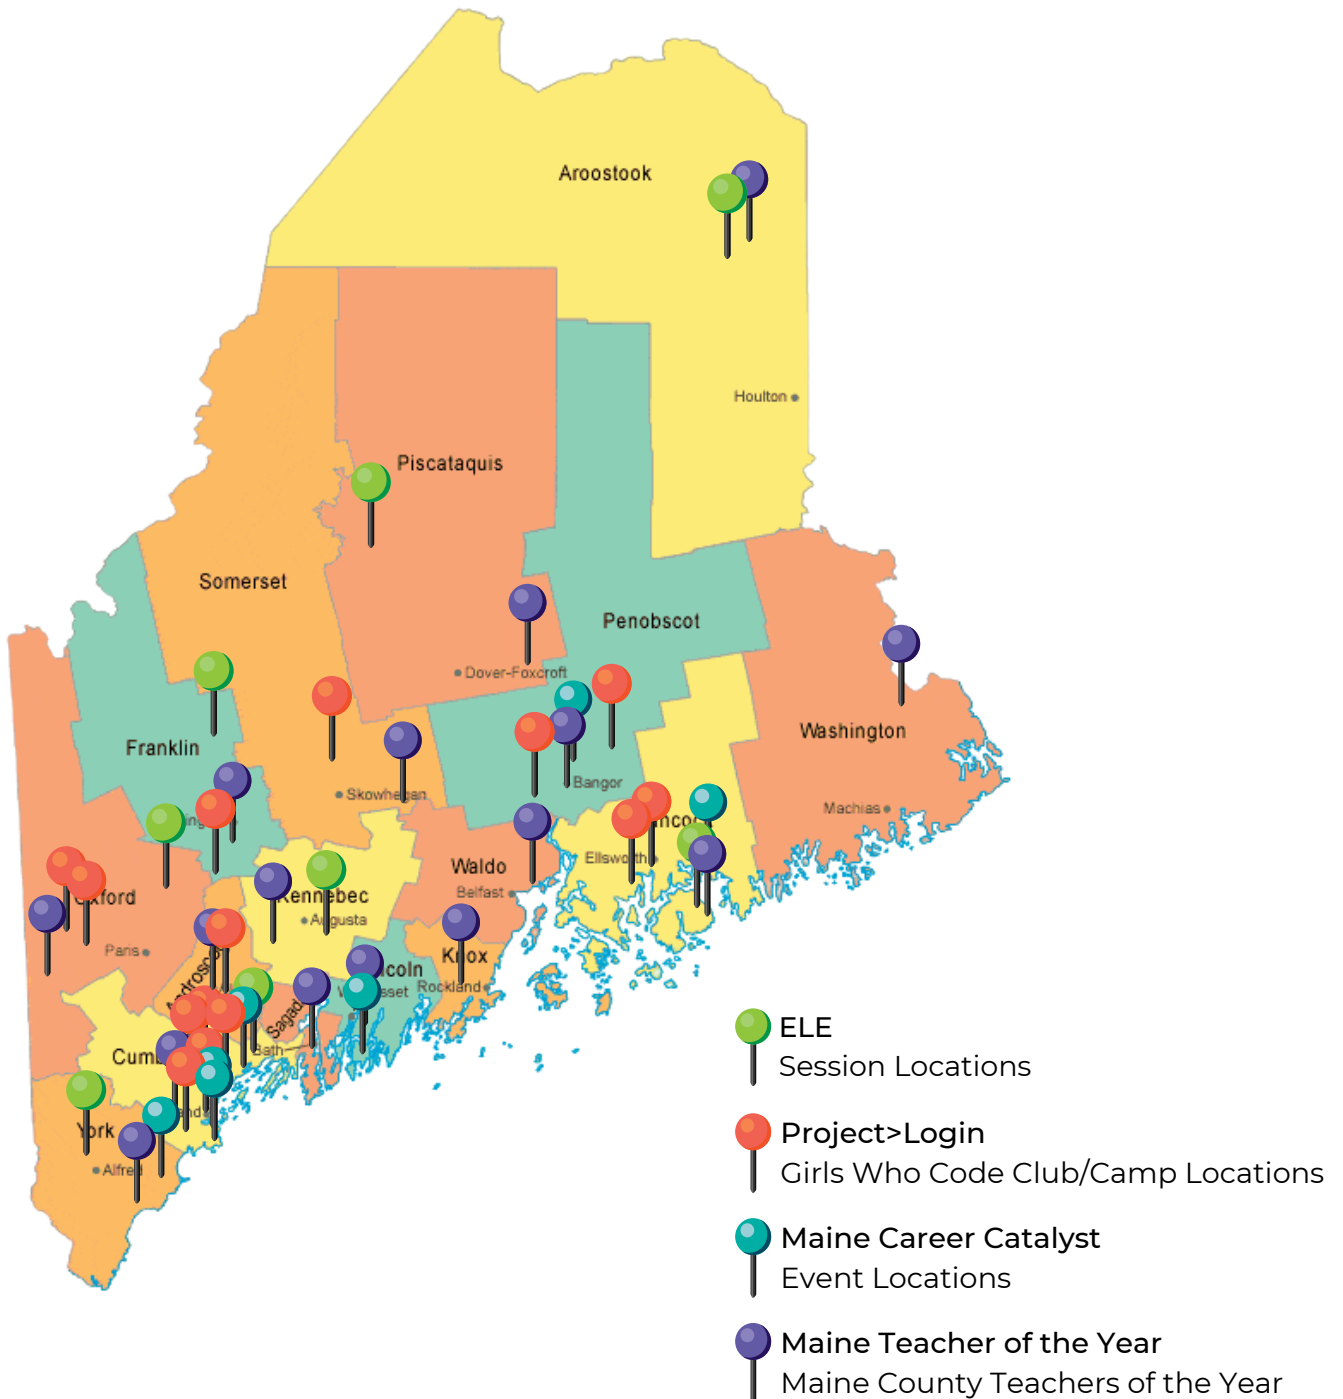 Aroostook
Houlton
Piscataquis
Somerset
Penobscot
Dover-Foxcroft
Franklin
Washington
Skowhegan
Bangor
Machias
Waldo
Ellsworth
Belfast
Kennebec
Oxford
Augusta
Paris
Knox
Rockland
Bath
York
Alfred
ELE
Session Locations
Project>Login
Girls Who Code Club/Camp Locations
Maine Career Catalyst
Event Locations
Maine Teacher of the Year
Maine County Teachers of the Year